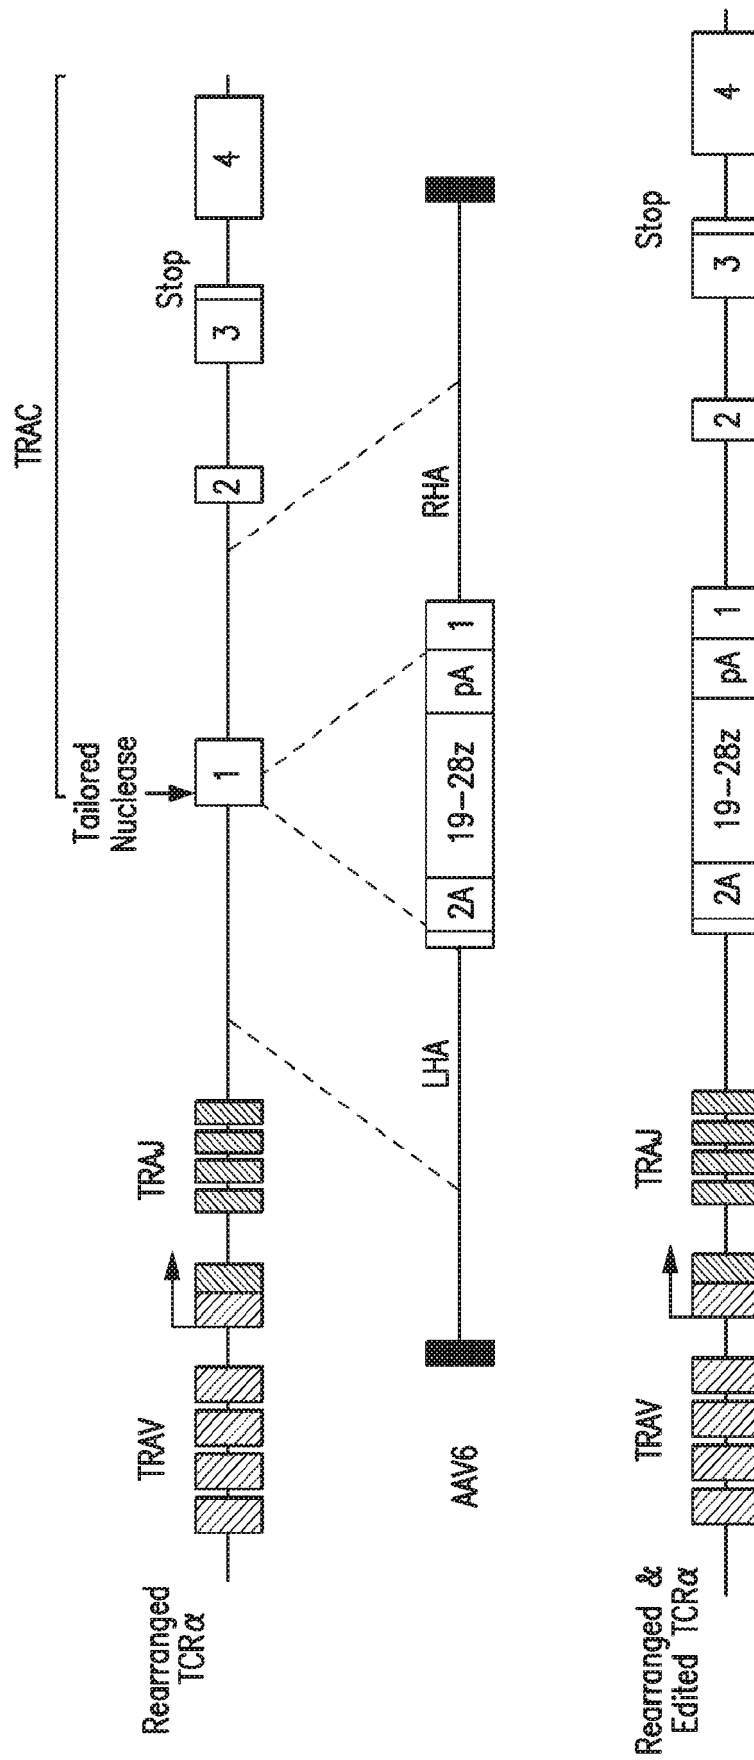 TRAC
Rearranged
TCRα
TRAV
TRAJ
Tailored
Nuclease
1
2
3
Stop
4
AAV6
LHA
2A
19-28z
pA
1
RHA
Rearranged &
Edited TCRα
TRAV
TRAJ
2A
19-28z
pA
1
2
3
Stop
4